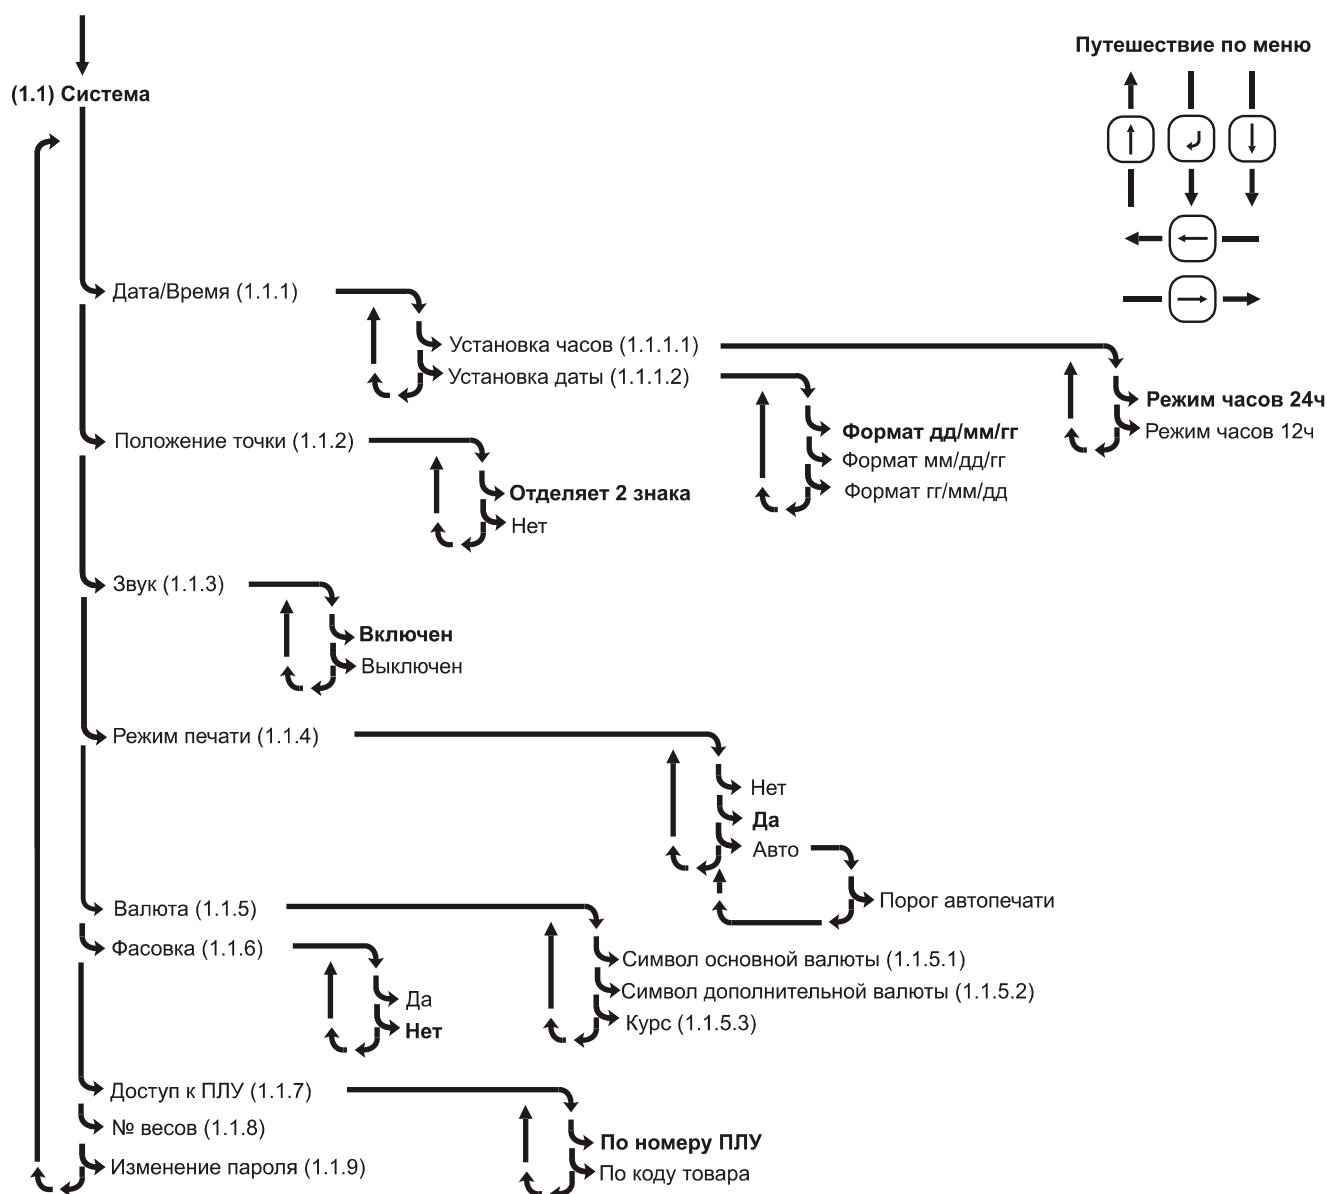 Путешествие по меню
(1.1) Система
Дата/Время (1.1.1)
Установка часов (1.1.1.1)
Установка даты (1.1.1.2)
Режим часов 24ч
Режим часов 12ч
Формат дд/мм/гг
Формат мм/дд/гг
Формат гг/мм/дд
Положение точки (1.1.2)
Отделяет 2 знака
Нет
Звук (1.1.3)
Включен
Выключен
Режим печати (1.1.4)
Нет
Да
Авто
Порог автопечати
Валюта (1.1.5)
Символ основной валюты (1.1.5.1)
Символ дополнительной валюты (1.1.5.2)
Курс (1.1.5.3)
Фасовка (1.1.6)
Да
Нет
Доступ к ПЛУ (1.1.7)
По номеру ПЛУ
По коду товара
№ весов (1.1.8)
Изменение пароля (1.1.9)